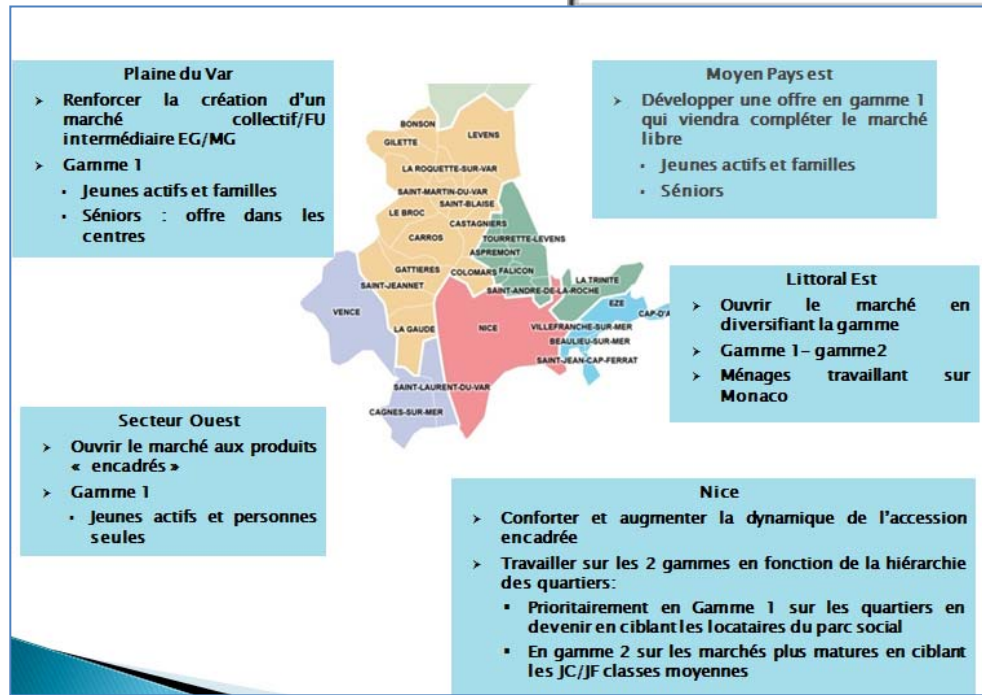 Plaine du Var
➢ Renforcer la création d'un
marché collectif/FU
intermédiaire EG/MG
➢ Gamme 1
▪ Jeunes actifs et familles
▪ Séniors : offre dans les
centres
Moyen Pays est
➢ Développer une offre en gamme 1
qui viendra compléter le marché
libre
▪ Jeunes actifs et familles
▪ Séniors
BONSON
LEVENS
GILETTE
LA ROQUETTE-SUR-VAR
SAINT-MARTIN-DU-VAR
SAINT-BLAISE
LE BROC
CASTAGNIERS
CARROS
TOURRETTE-LEVENS
ASPREMONT
GATTIERES
COLOMARS
FALICON
LA TRINITE
SAINT-JEANNET
SAINT-ANDRE-DE-LA-ROCHE
EZE
VENCE
CAP-D'A
LA GAUDE
NICE
VILLEFRANCHE-SUR-MER
BEAULIEU-SUR-MER
SAINT-JEAN-CAP-FERRAT
SAINT-LAURENT-DU-VAR
CAGNES-SUR-MER
Littoral Est
➢ Ouvrir le marché en
diversifiant la gamme
➢ Gamme 1- gamme2
➢ Ménages travaillant sur
Monaco
Secteur Ouest
➢ Ouvrir le marché aux produits
« encadrés »
➢ Gamme 1
▪ Jeunes actifs et personnes
seules
Nice
➢ Conforter et augmenter la dynamique de l'accession
encadrée
➢ Travailler sur les 2 gammes en fonction de la hiérarchie
des quartiers:
▪ Prioritairement en Gamme 1 sur les quartiers en
devenir en ciblant les locataires du parc social
▪ En gamme 2 sur les marchés plus matures en ciblant
les JC/JF classes moyennes